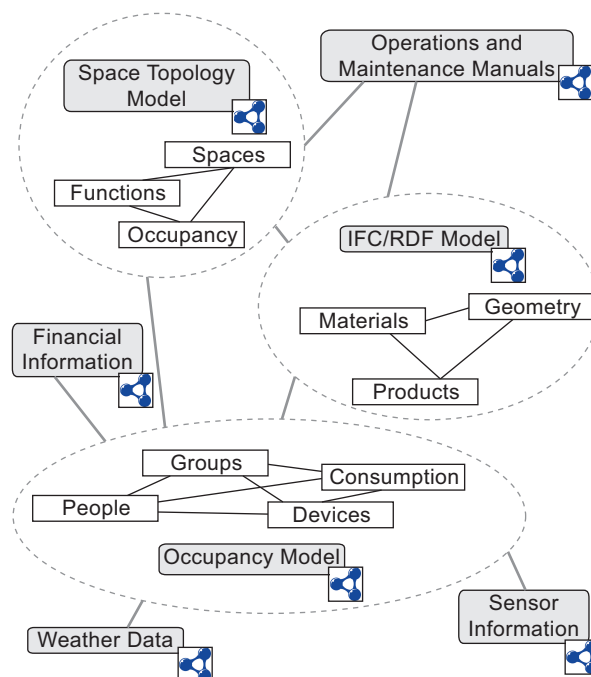 Operations and
Maintenance Manuals
Space Topology
Model
Spaces
Functions
Occupancy
IFC/RDF Model
Geometry
Materials
Products
Financial
Information
Groups
Consumption
People
Devices
Occupancy Model
Sensor
Information
Weather Data